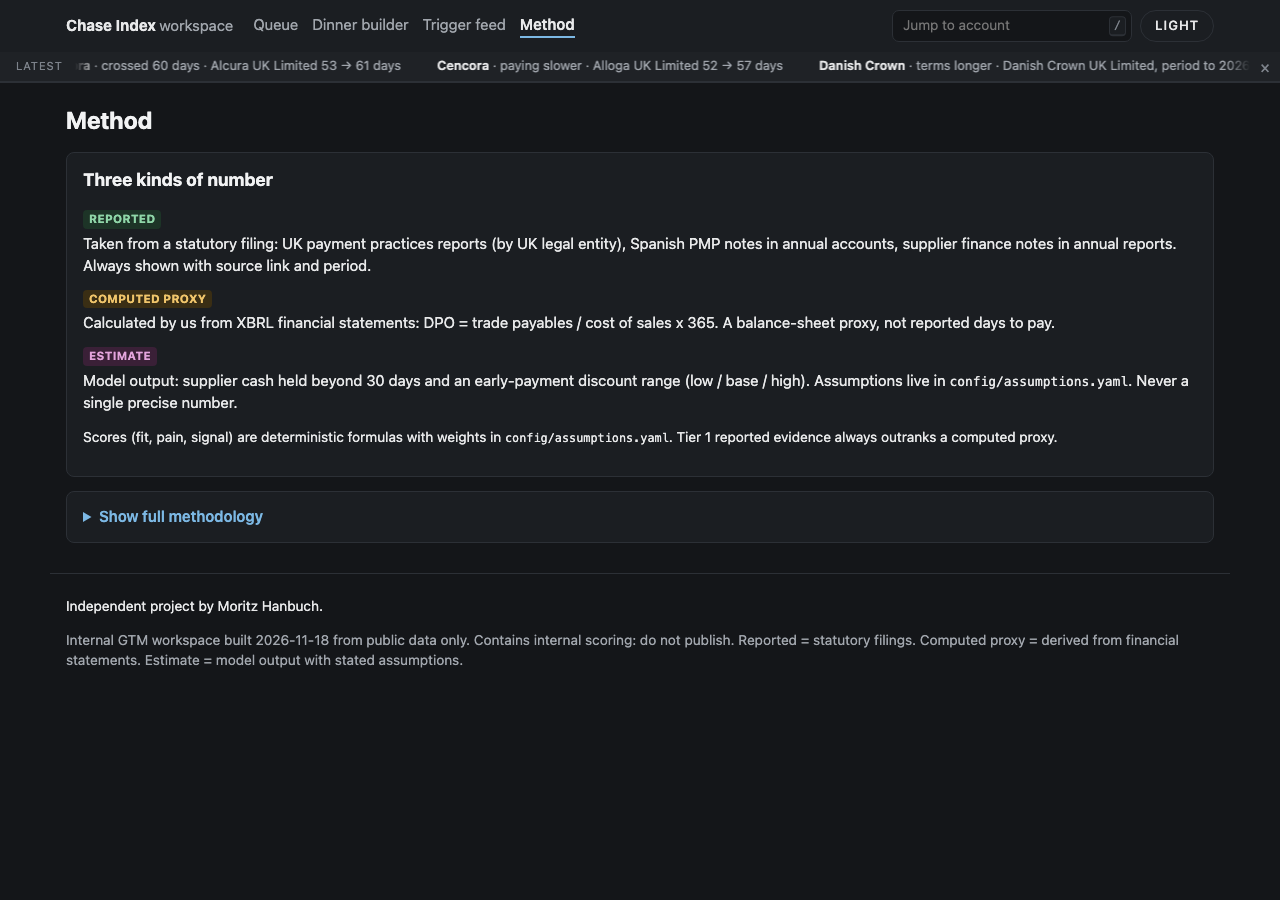 Chase Index workspace Queue Dinner builder Trigger feed Method Jump to account / LIGHT
LATEST · crossed 60 days · Alcura UK Limited 53 → 61 days Cencora · paying slower · Alloga UK Limited 52 → 57 days Danish Crown · terms longer · Danish Crown UK Limited, period to 2026 ×
Method
Three kinds of number
REPORTED
Taken from a statutory filing: UK payment practices reports (by UK legal entity), Spanish PMP notes in annual accounts, supplier finance notes in annual reports.
Always shown with source link and period.
COMPUTED PROXY
Calculated by us from XBRL financial statements: DPO = trade payables / cost of sales x 365. A balance-sheet proxy, not reported days to pay.
ESTIMATE
Model output: supplier cash held beyond 30 days and an early-payment discount range (low / base / high). Assumptions live in config/assumptions.yaml. Never a
single precise number.
Scores (fit, pain, signal) are deterministic formulas with weights in config/assumptions.yaml. Tier 1 reported evidence always outranks a computed proxy.
Show full methodology
Independent project by Moritz Hanbuch.
Internal GTM workspace built 2026-11-18 from public data only. Contains internal scoring: do not publish. Reported = statutory filings. Computed proxy = derived from financial
statements. Estimate = model output with stated assumptions.